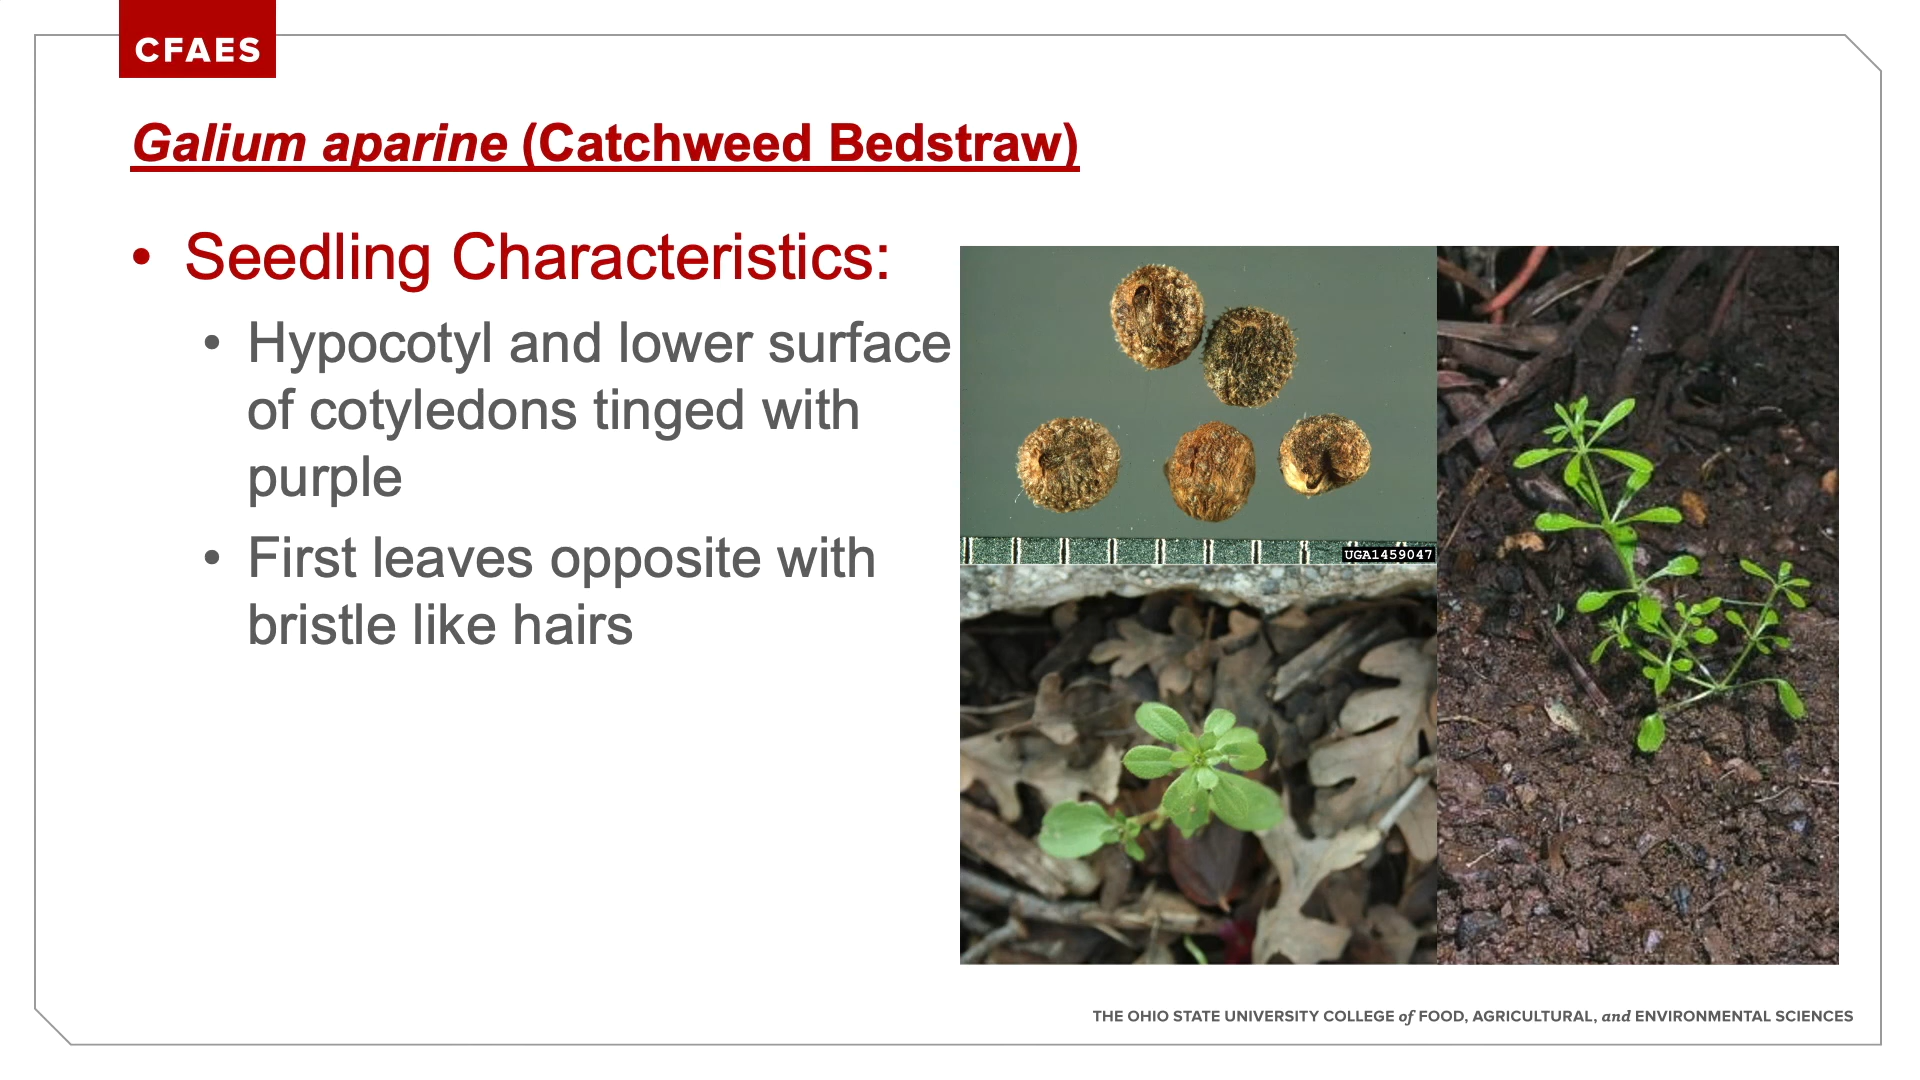 CFAES
Galium aparine (Catchweed Bedstraw)
• Seedling Characteristics:
• Hypocotyl and lower surface
of cotyledons tinged with
purple
• First leaves opposite with
bristle like hairs
UGA1459047
THE OHIO STATE UNIVERSITY COLLEGE of FOOD, AGRICULTURAL, and ENVIRONMENTAL SCIENCES